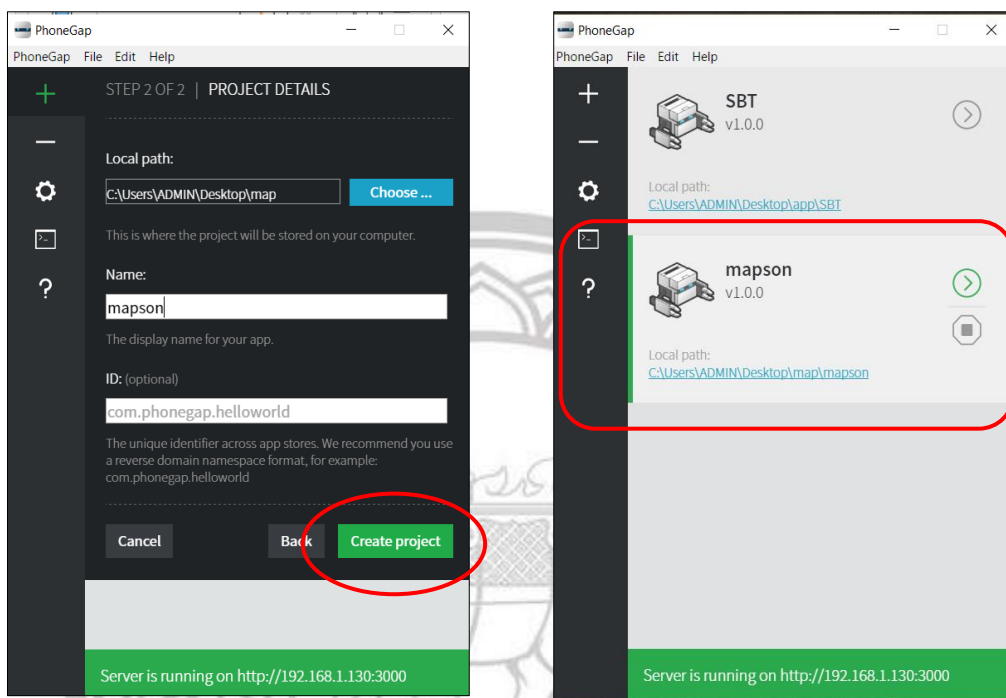 PhoneGap
PhoneGap File Edit Help
STEP 2 OF 2 | PROJECT DETAILS
Local path:
C:\Users\ADMIN\Desktop\map
Choose ...
This is where the project will be stored on your computer.
Name:
mapson
The display name for your app.
ID: (optional)
com.phonegap.helloworld
The unique identifier across app stores. We recommend you use
a reverse domain namespace format, for example:
com.phonegap.helloworld
Cancel
Back
Create project
Server is running on http://192.168.1.130:3000
PhoneGap
PhoneGap File Edit Help
SBT
v1.0.0
Local path:
C:\Users\ADMIN\Desktop\app\SBT
mapson
v1.0.0
Local path:
C:\Users\ADMIN\Desktop\map\mapson
Server is running on http://192.168.1.130:3000